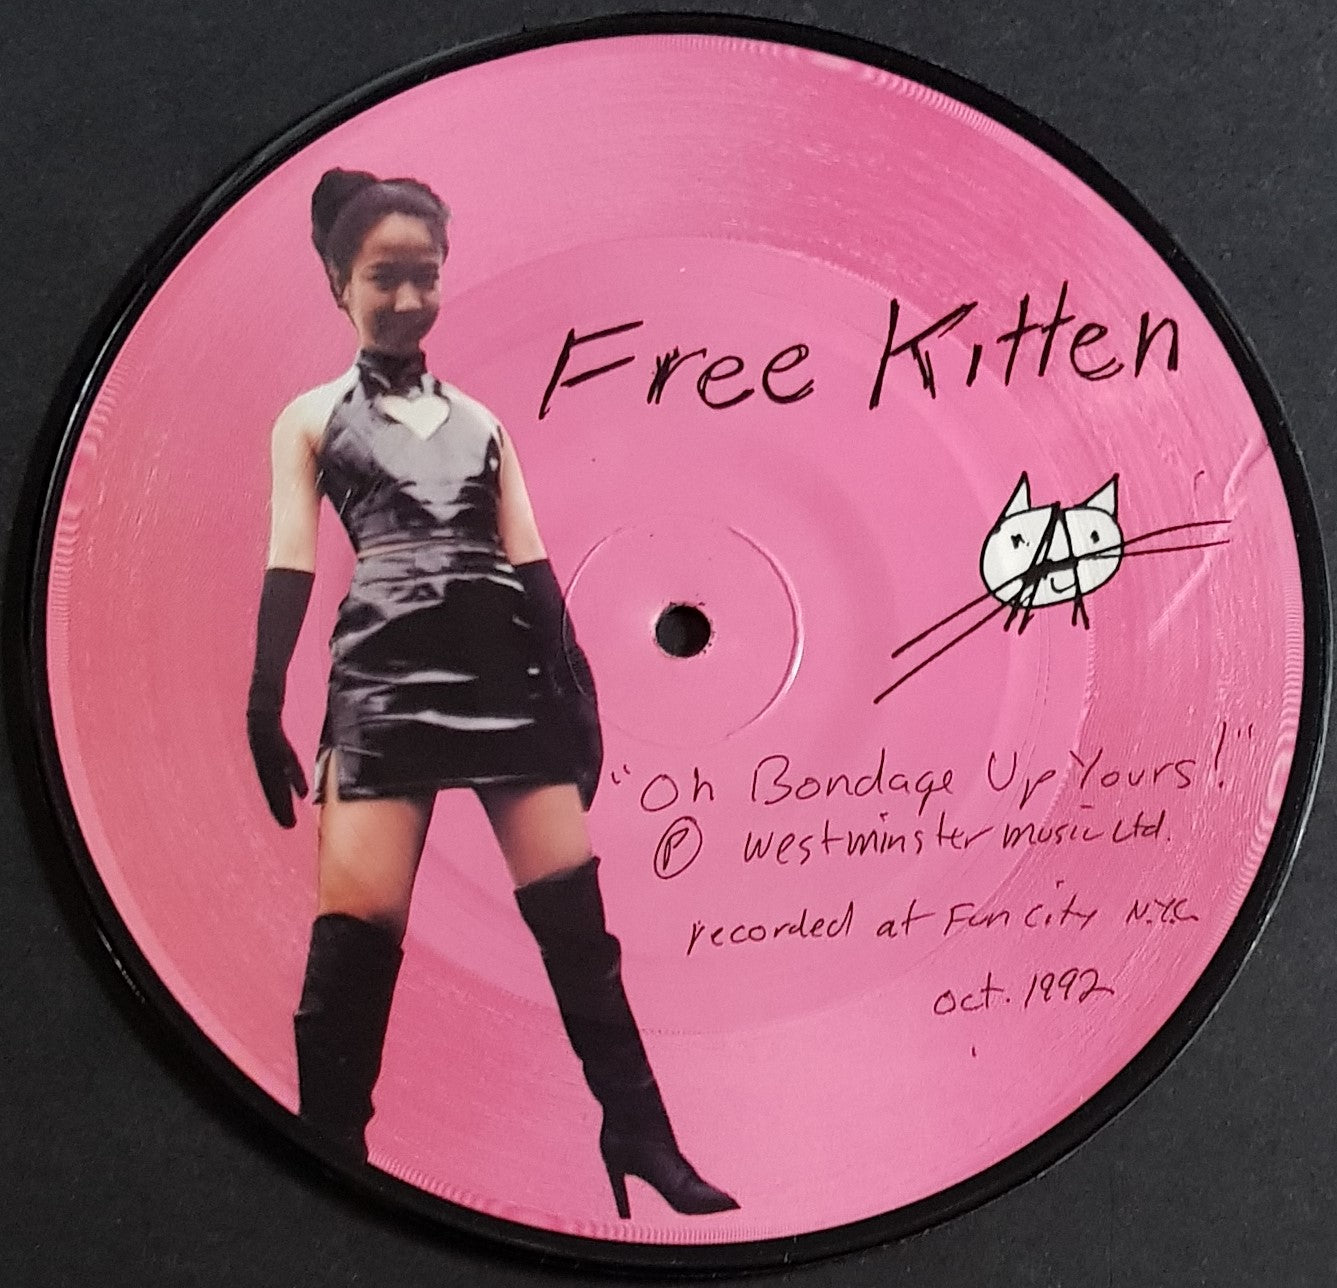 Free Kitten
"Oh Bondage Up Yours!"
℗ Westminster music Ltd.
recorded at Fun City N.Y.C.
oct. 1992